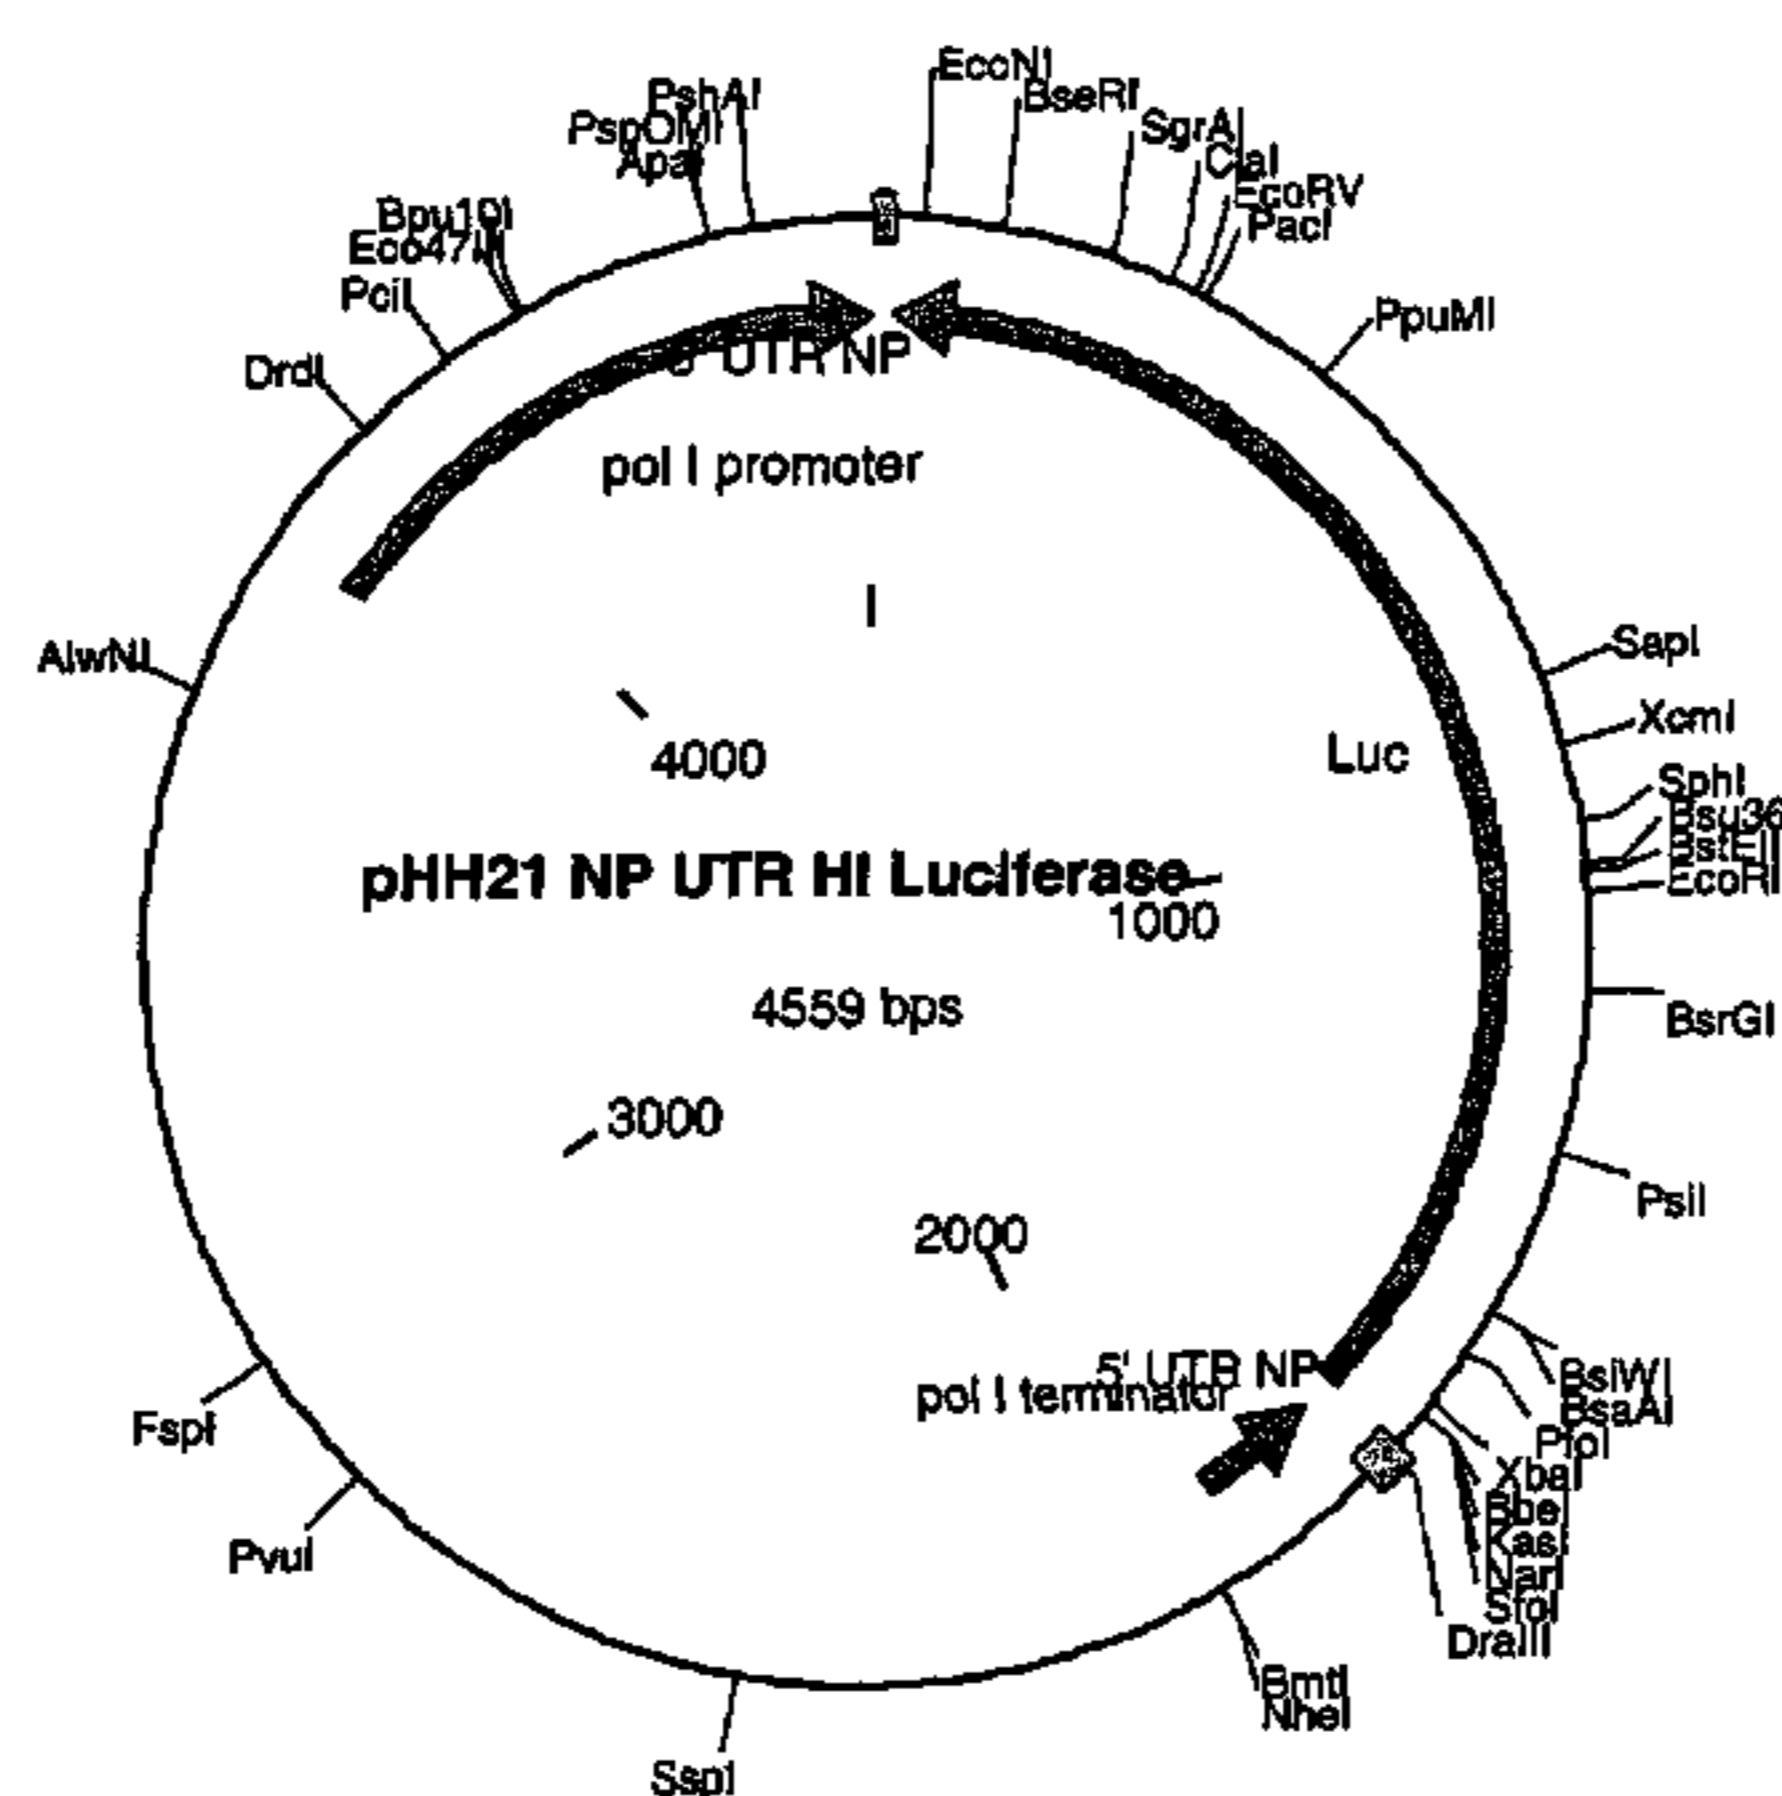 EcoNI
BseRI
SgrAI
ClaI
EcoRV
PacI
PpuMI
SapI
XcmI
SphI
Bsu36
BstEII
EcoRI
BsrGI
PsiI
BsiWI
BsaAI
PfoI
XbaI
BbeI
KasI
NarI
SfoI
DraIII
BmtI
NheI
SspI
PvuI
FspI
AlwNI
DrdI
PciI
Eco47III
Bpu10I
ApaI
PspOMI
PshAI
UTR NP
pol I promoter
Luc
4000
pHH21 NP UTR HI Luciferase
1000
4559 bps
3000
2000
5' UTR NP
pol I terminator